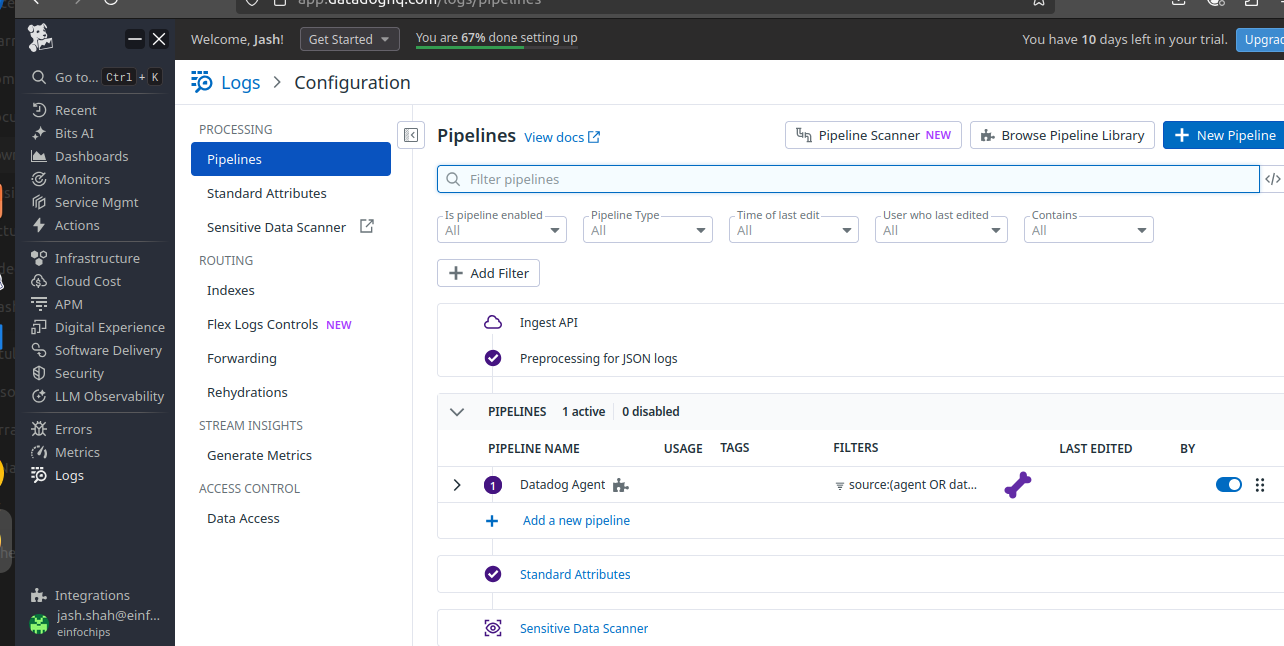 app.datadoghq.com/logs/pipelines
Welcome, Jash!
Get Started
You are 67% done setting up
You have 10 days left in your trial.
Go to... Ctrl + K
Recent
Bits AI
Dashboards
Monitors
Service Mgmt
Actions
Infrastructure
Cloud Cost
APM
Digital Experience
Software Delivery
Security
LLM Observability
Errors
Metrics
Logs
Integrations
jash.shah@einf...
einfochips
Logs > Configuration
PROCESSING
Pipelines
Standard Attributes
Sensitive Data Scanner
ROUTING
Indexes
Flex Logs Controls NEW
Forwarding
Rehydrations
STREAM INSIGHTS
Generate Metrics
ACCESS CONTROL
Data Access
Pipelines View docs
Pipeline Scanner NEW
Browse Pipeline Library
+ New Pipeline
Filter pipelines
</>
Is pipeline enabled
All
Pipeline Type
All
Time of last edit
All
User who last edited
All
Contains
All
+ Add Filter
Ingest API
Preprocessing for JSON logs
PIPELINES 1 active 0 disabled
PIPELINE NAME USAGE TAGS FILTERS LAST EDITED BY
1 Datadog Agent source:(agent OR dat...
+ Add a new pipeline
Standard Attributes
Sensitive Data Scanner